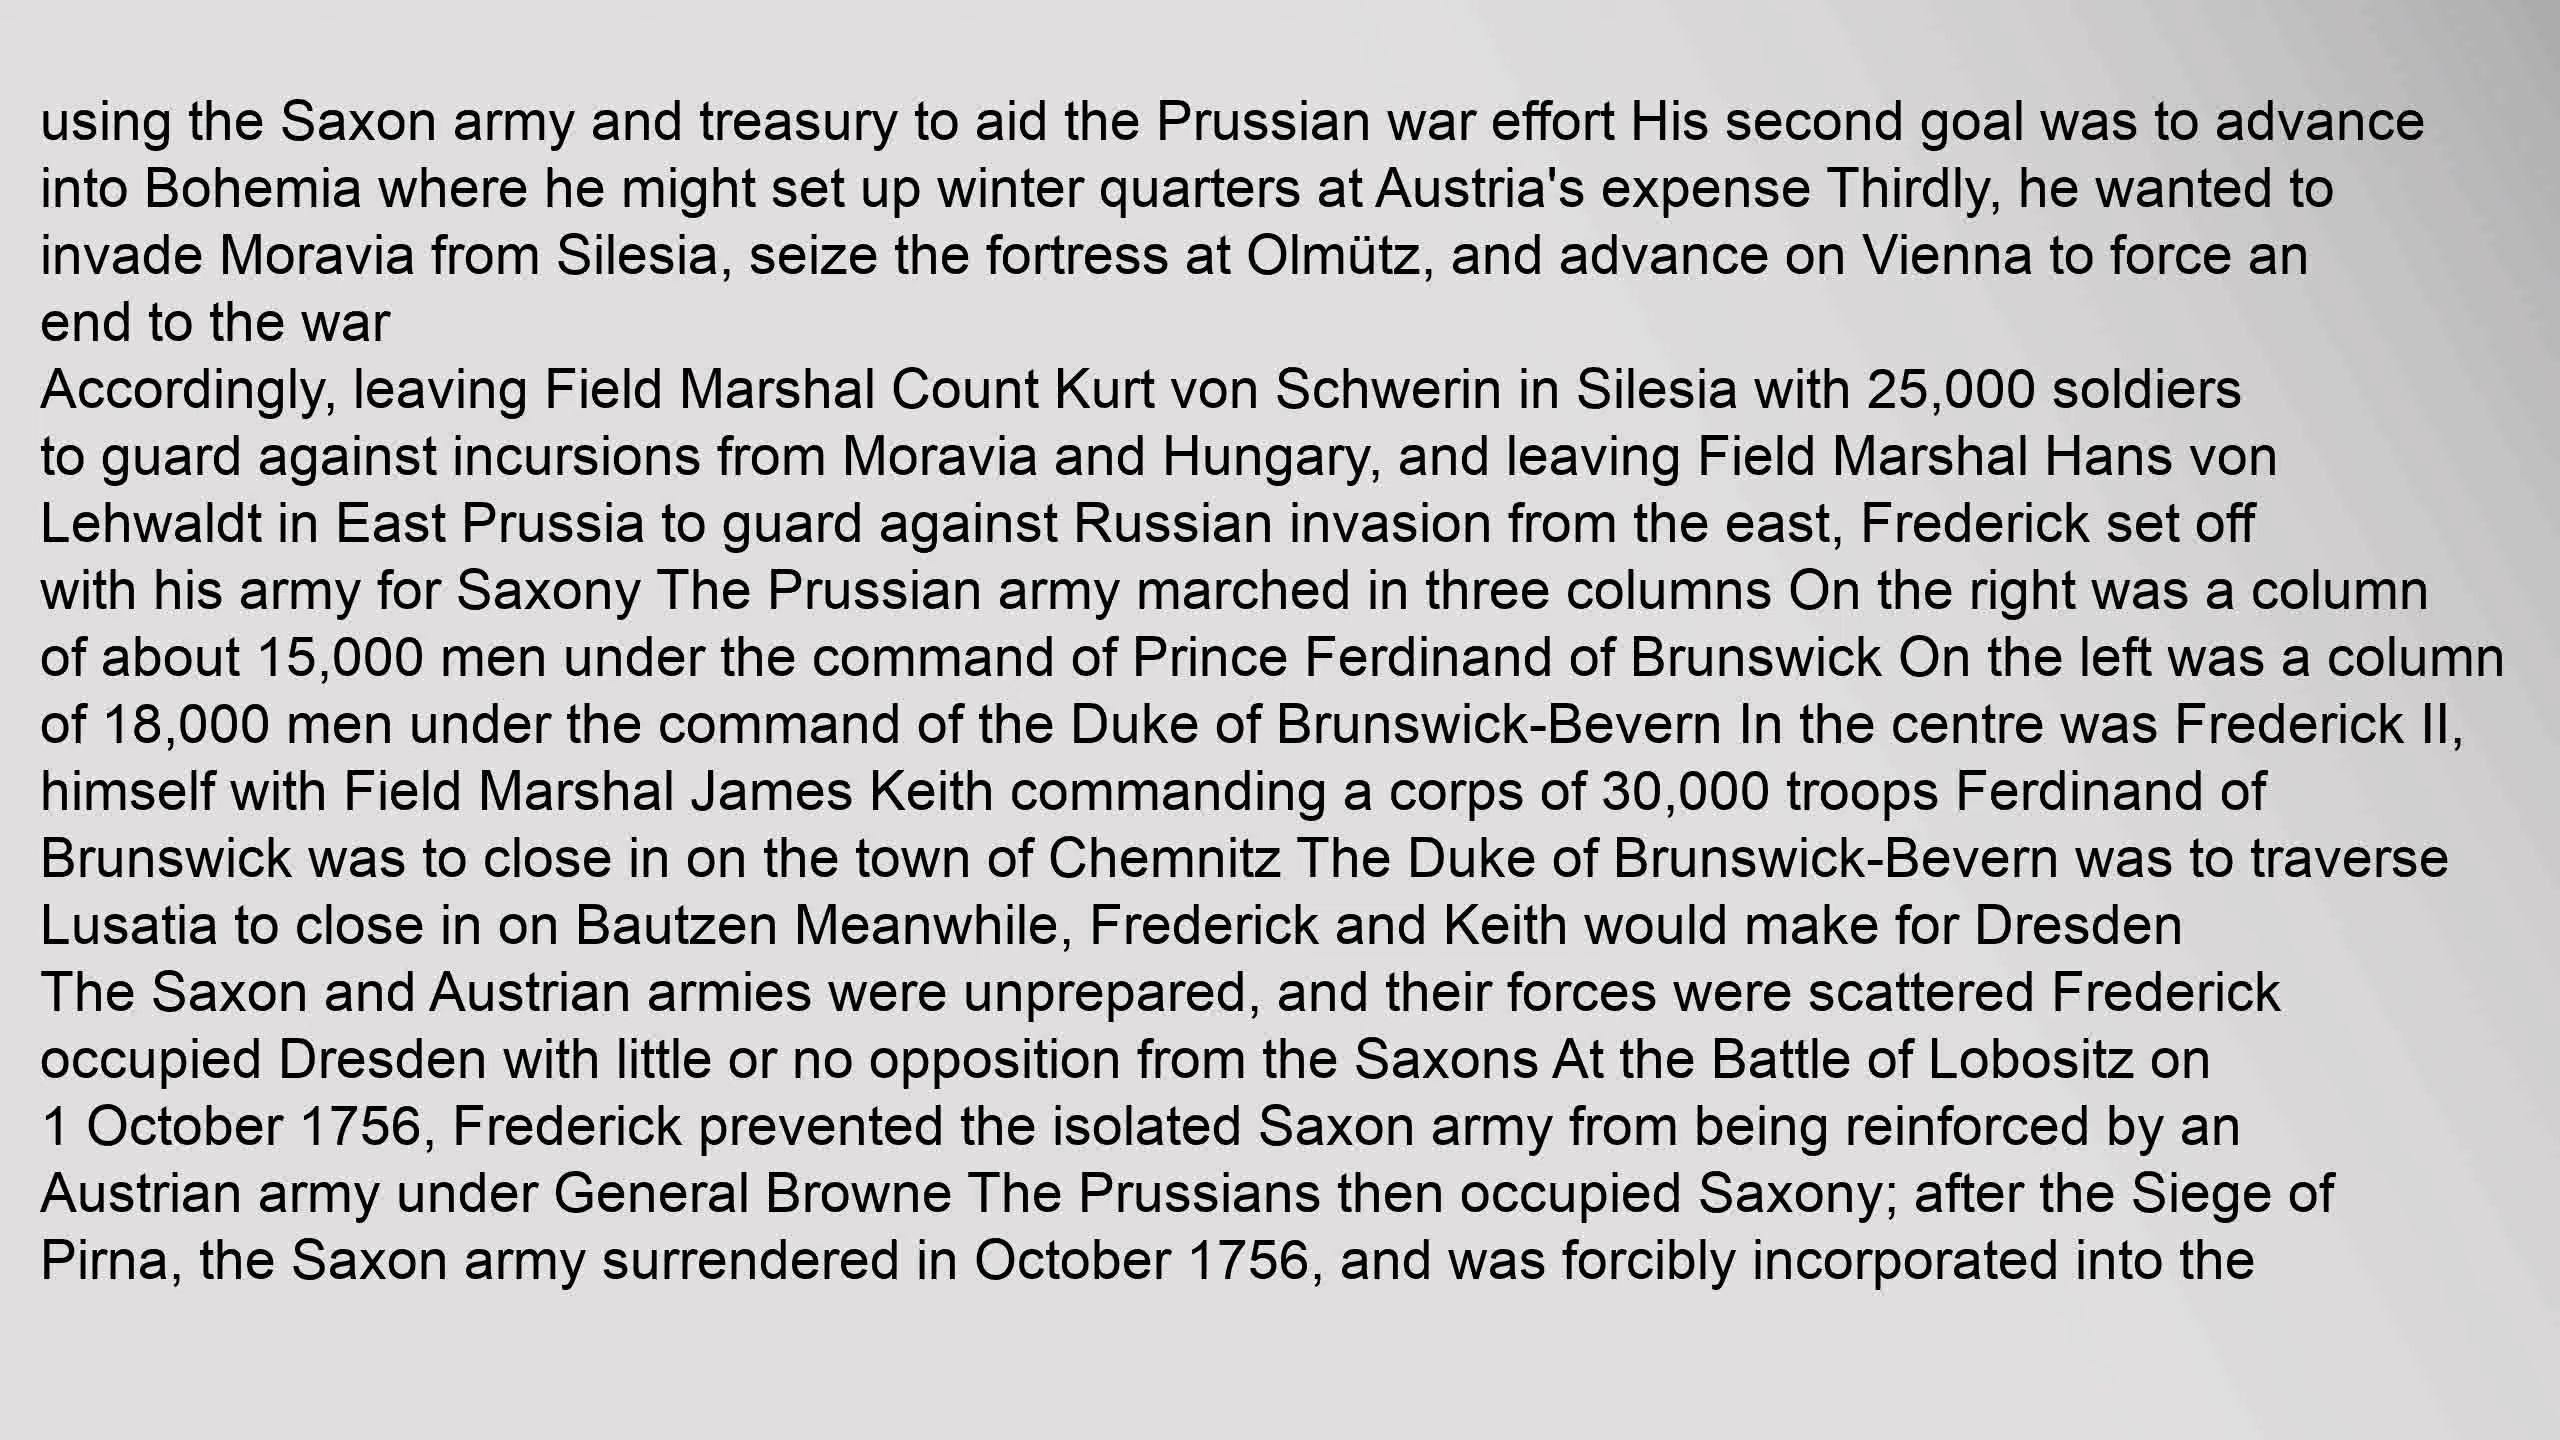 using the Saxon army and treasury to aid the Prussian war effort His second goal was to advance
into Bohemia where he might set up winter quarters at Austria's expense Thirdly, he wanted to
invade Moravia from Silesia, seize the fortress at Olmütz, and advance on Vienna to force an
end to the war
Accordingly, leaving Field Marshal Count Kurt von Schwerin in Silesia with 25,000 soldiers
to guard against incursions from Moravia and Hungary, and leaving Field Marshal Hans von
Lehwaldt in East Prussia to guard against Russian invasion from the east, Frederick set off
with his army for Saxony The Prussian army marched in three columns On the right was a column
of about 15,000 men under the command of Prince Ferdinand of Brunswick On the left was a column
of 18,000 men under the command of the Duke of Brunswick-Bevern In the centre was Frederick II,
himself with Field Marshal James Keith commanding a corps of 30,000 troops Ferdinand of
Brunswick was to close in on the town of Chemnitz The Duke of Brunswick-Bevern was to traverse
Lusatia to close in on Bautzen Meanwhile, Frederick and Keith would make for Dresden
The Saxon and Austrian armies were unprepared, and their forces were scattered Frederick
occupied Dresden with little or no opposition from the Saxons At the Battle of Lobositz on
1 October 1756, Frederick prevented the isolated Saxon army from being reinforced by an
Austrian army under General Browne The Prussians then occupied Saxony; after the Siege of
Pirna, the Saxon army surrendered in October 1756, and was forcibly incorporated into the